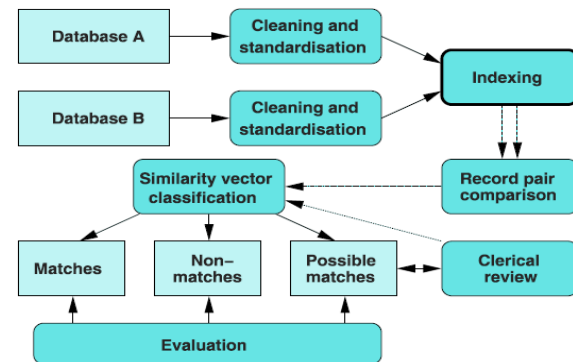 Database A
Cleaning and
standardisation
Indexing
Database B
Cleaning and
standardisation
Similarity vector
classification
Record pair
comparison
Matches
Non–
matches
Possible
matches
Clerical
review
Evaluation